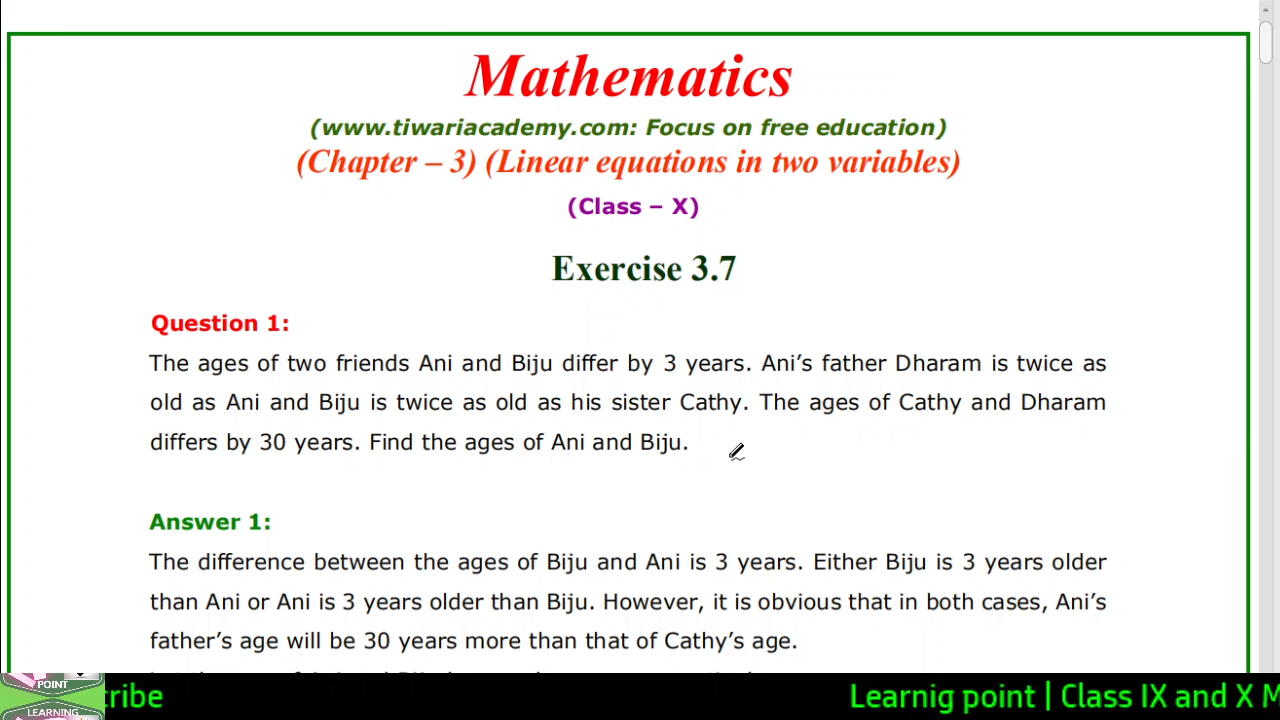 Mathematics
(www.tiwariacademy.com: Focus on free education)
(Chapter – 3) (Linear equations in two variables)
(Class – X)
Exercise 3.7
Question 1:
The ages of two friends Ani and Biju differ by 3 years. Ani’s father Dharam is twice as
old as Ani and Biju is twice as old as his sister Cathy. The ages of Cathy and Dharam
differs by 30 years. Find the ages of Ani and Biju.
Answer 1:
The difference between the ages of Biju and Ani is 3 years. Either Biju is 3 years older
than Ani or Ani is 3 years older than Biju. However, it is obvious that in both cases, Ani’s
father’s age will be 30 years more than that of Cathy’s age.
POINT
LEARNING
cribe
Learnig point | Class IX and X M